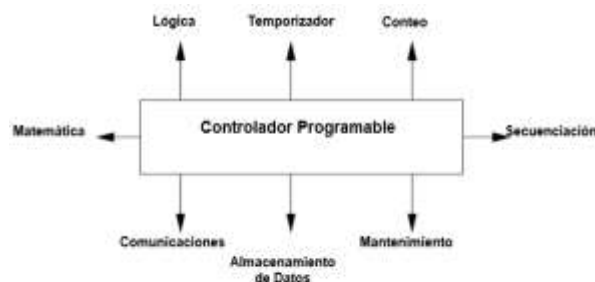 Lógica
Temporizador
Conteo
Matemática
Controlador Programable
Secuenciación
Comunicaciones
Almacenamiento
de Datos
Mantenimiento